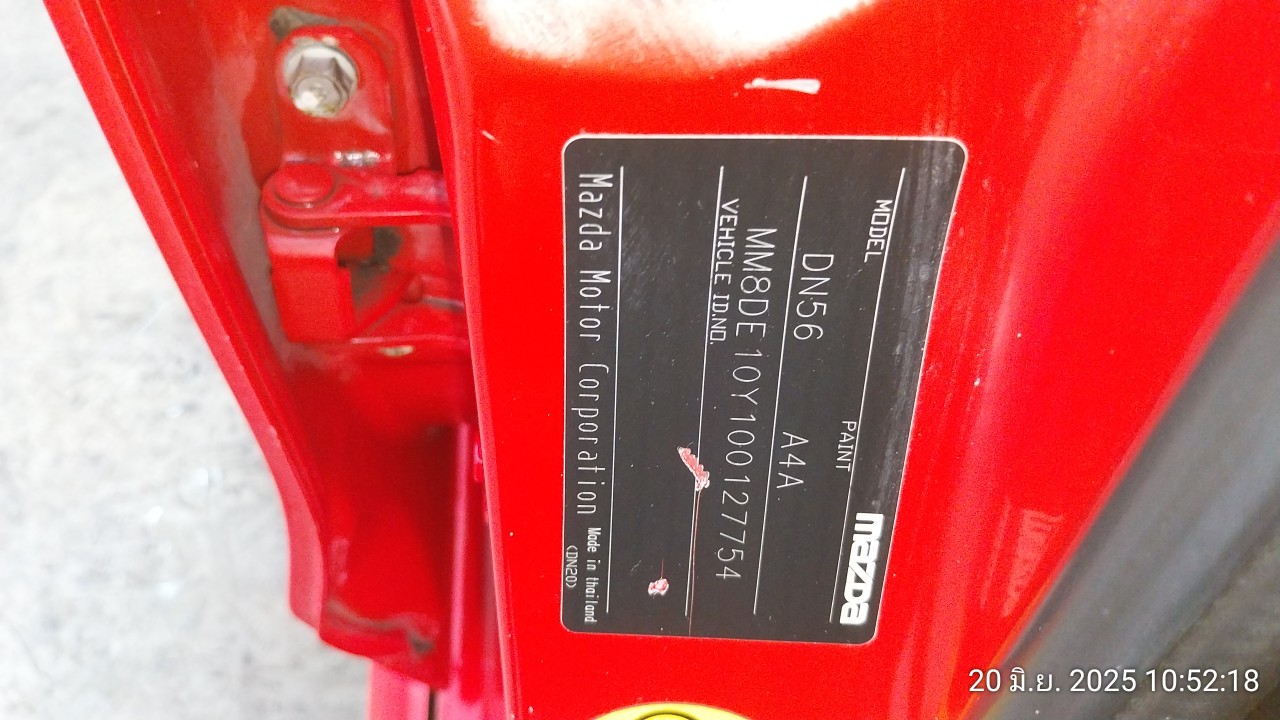 mazda
MODEL PAINT
DN56 A4A
MM8DE10Y100127754
VEHICLE ID.NO.
Mazda Motor Corporation Made in thailand
(DN20)
20 มิ.ย. 2025 10:52:18